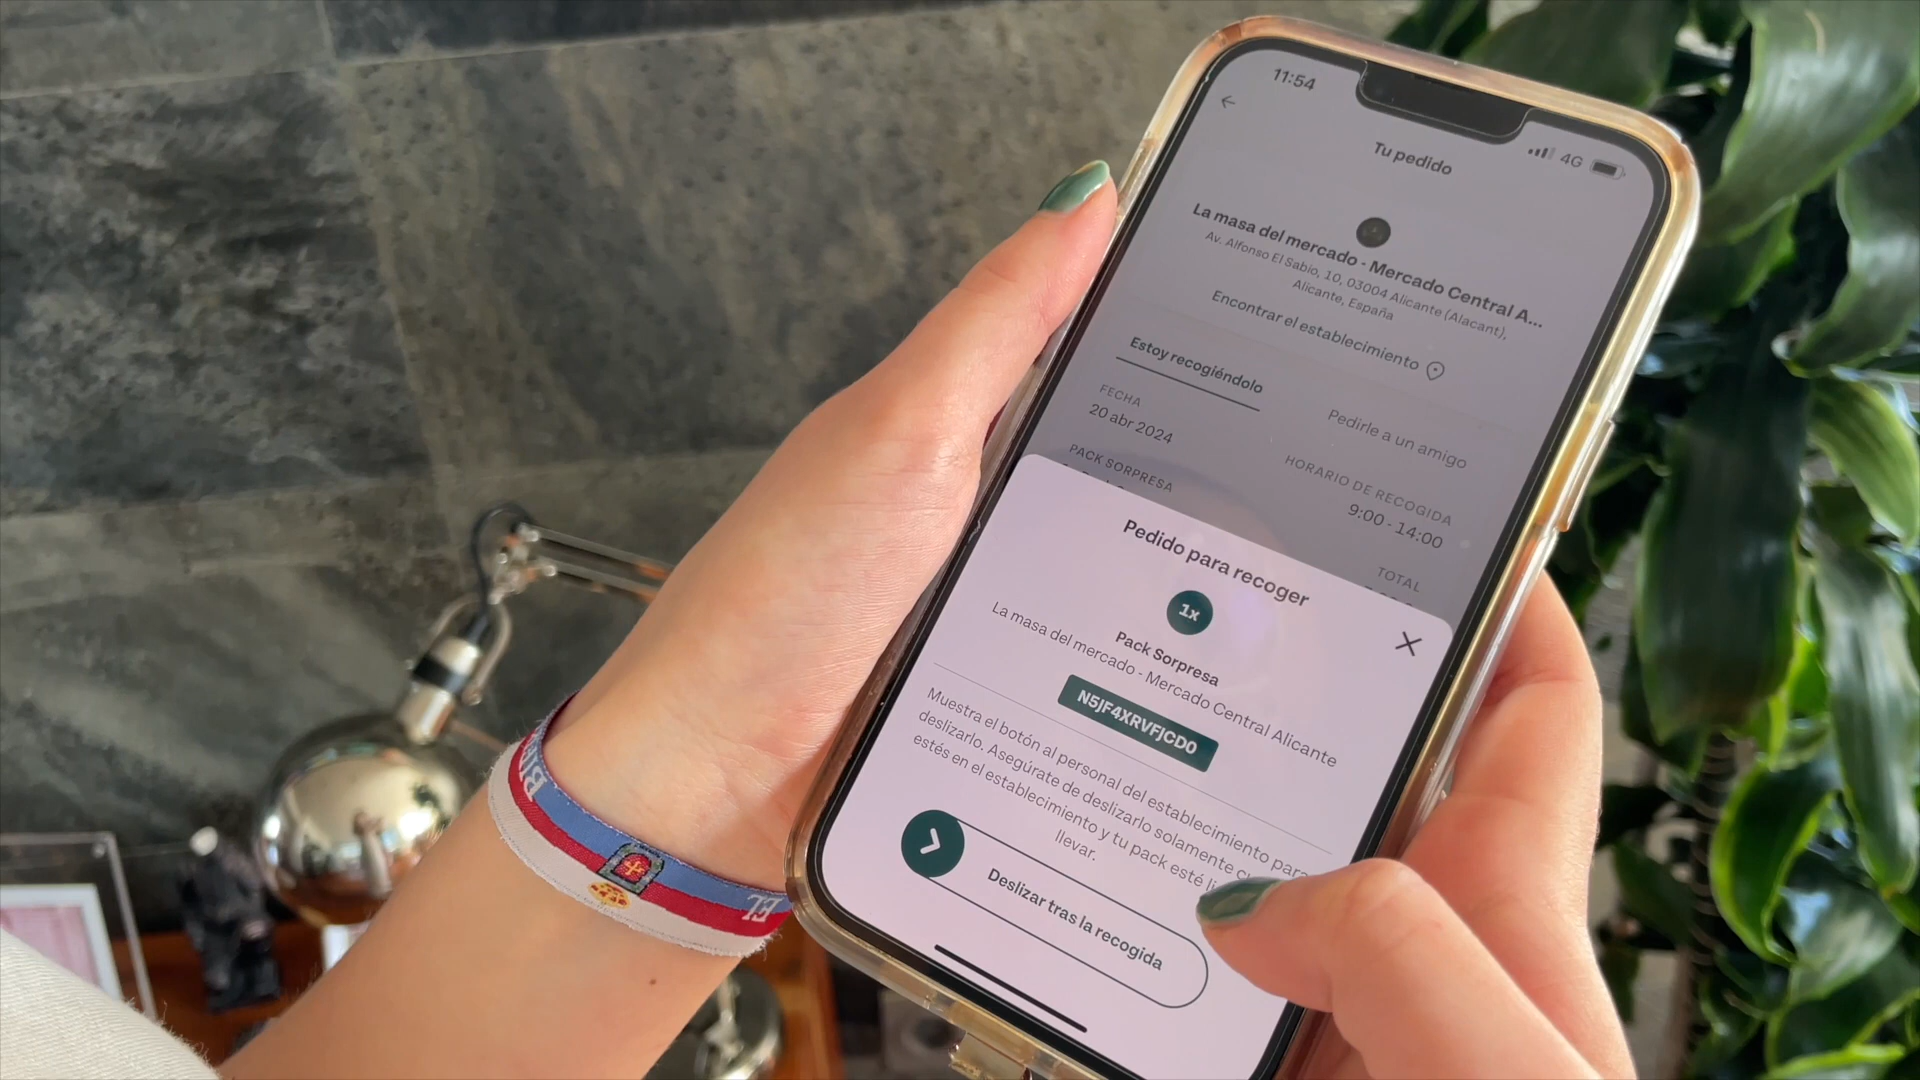 11:54
4G
Tu pedido
La masa del mercado - Mercado Central A...
Av. Alfonso El Sabio, 10, 03004 Alicante (Alacant),
Alicante, España
Encontrar el establecimiento
Estoy recogiéndolo
Pedirle a un amigo
FECHA
20 abr 2024
HORARIO DE RECOGIDA
9:00 - 14:00
PACK SORPRESA
TOTAL
Pedido para recoger
1x
Pack Sorpresa
La masa del mercado - Mercado Central Alicante
N5JF4XRVFJCD0
Muestra el botón al personal del establecimiento para
deslizarlo. Asegúrate de deslizarlo solamente
estés en el establecimiento y tu pack esté
llevar.
Deslizar tras la recogida
EL